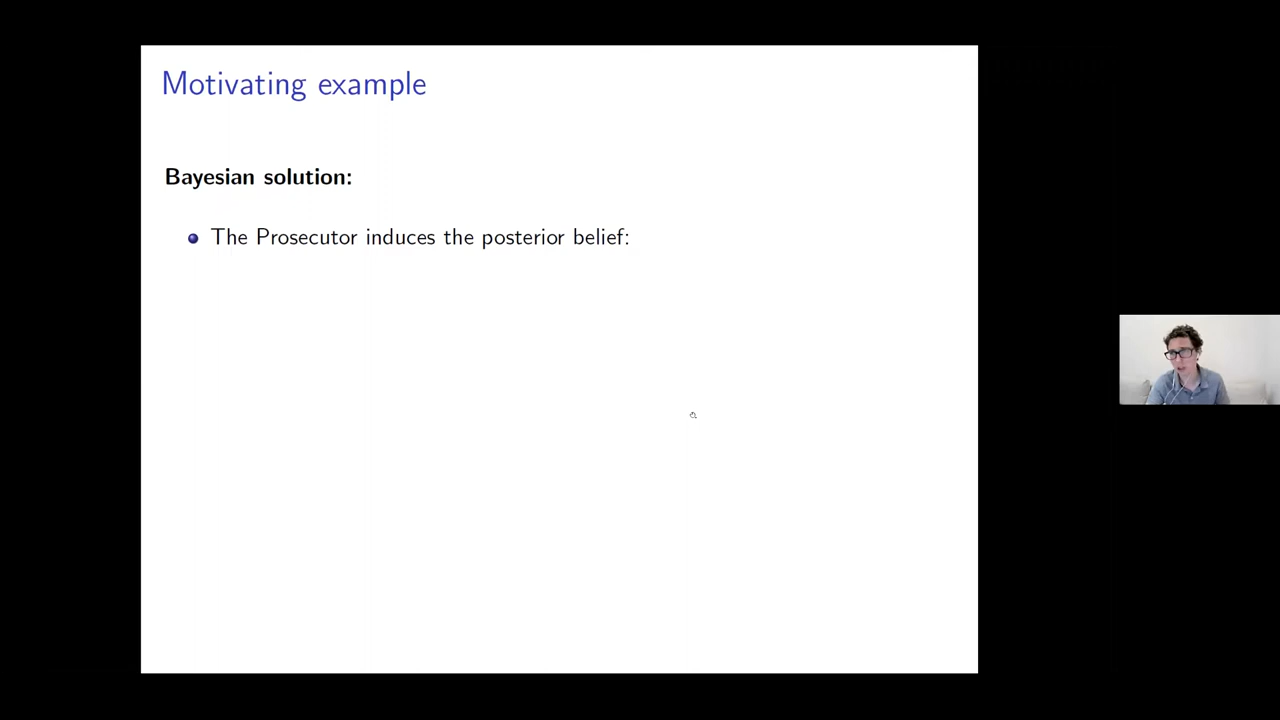 Motivating example
Bayesian solution:
The Prosecutor induces the posterior belief: